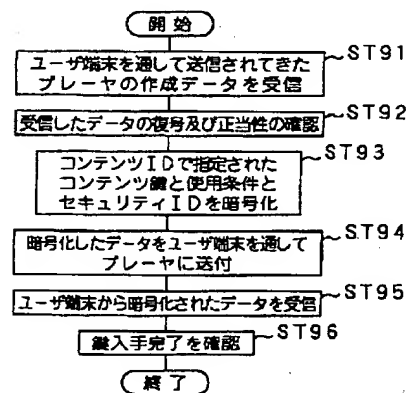 開始
ST91
ユーザ端末を通して送信されてきた
プレーヤの作成データを受信
ST92
受信したデータの復号及び正当性の確認
ST93
コンテンツIDで指定された
コンテンツ鍵と使用条件と
セキュリティIDを暗号化
ST94
暗号化したデータをユーザ端末を通して
プレーヤに送付
ST95
ユーザ端末から暗号化されたデータを受信
ST96
鍵入手完了を確認
終了